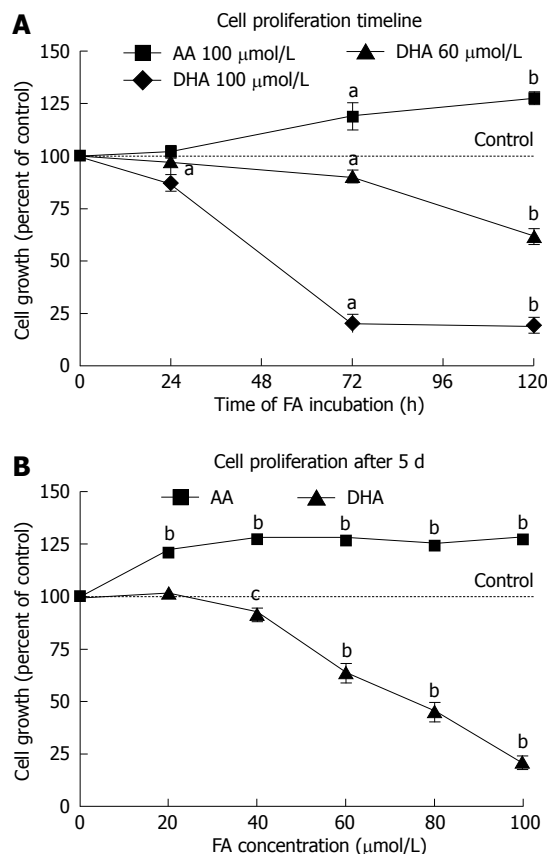 A
Cell proliferation timeline
AA 100 μmol/L
DHA 60 μmol/L
DHA 100 μmol/L
Cell growth (percent of control)
150
125
100
75
50
25
0
a
b
Control
a
a
b
a
b
0
24
48
72
96
120
Time of FA incubation (h)
B
Cell proliferation after 5 d
AA
DHA
Cell growth (percent of control)
150
125
100
75
50
25
0
b
b
b
b
b
Control
c
b
b
b
0
20
40
60
80
100
FA concentration (μmol/L)